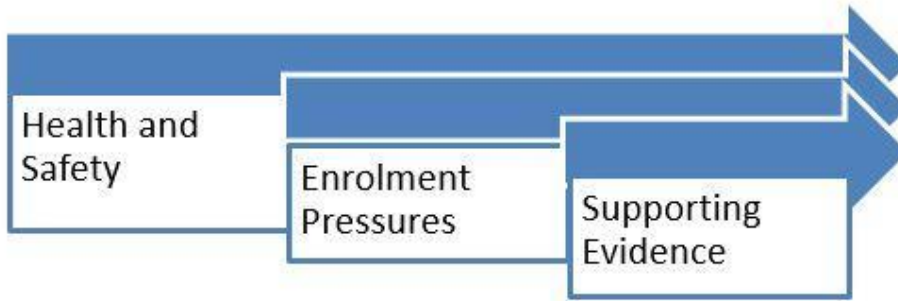 Health and
Safety
Enrolment
Pressures
Supporting
Evidence